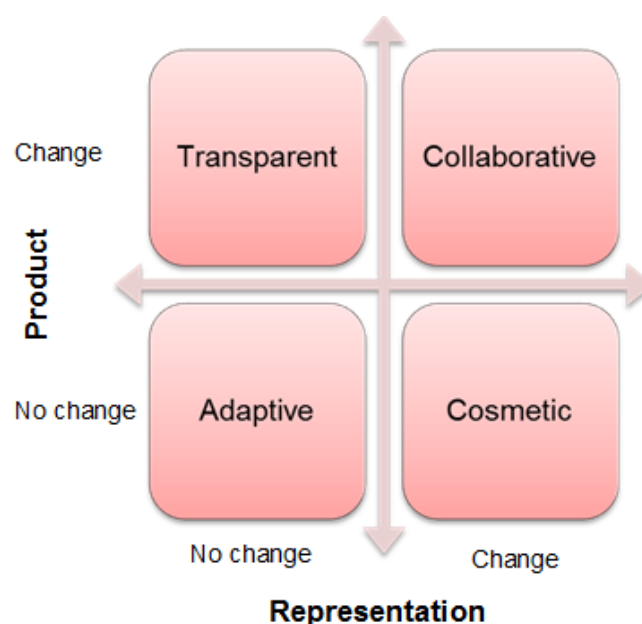 Change
Transparent
Collaborative
Product
No change
Adaptive
Cosmetic
No change
Change
Representation